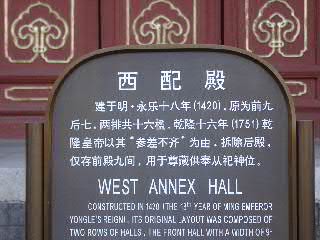 西配殿
建于明·永乐十八年(1420),原为前九
后七,两排共十六楹,乾隆十六年(1751)乾
隆皇帝以其“参差不齐”为由,拆除后殿,
仅存前殿九间,用于尊藏供奉从祀神位。
WEST ANNEX HALL
CONSTRUCTED IN 1420 (THE 18TH YEAR OF MING EMPEROR
YONGLE'S REIGN), ITS ORIGINAL LAYOUT WAS COMPOSED OF
TWO ROWS OF HALLS, THE FRONT HALL WITH A WIDTH OF 9-